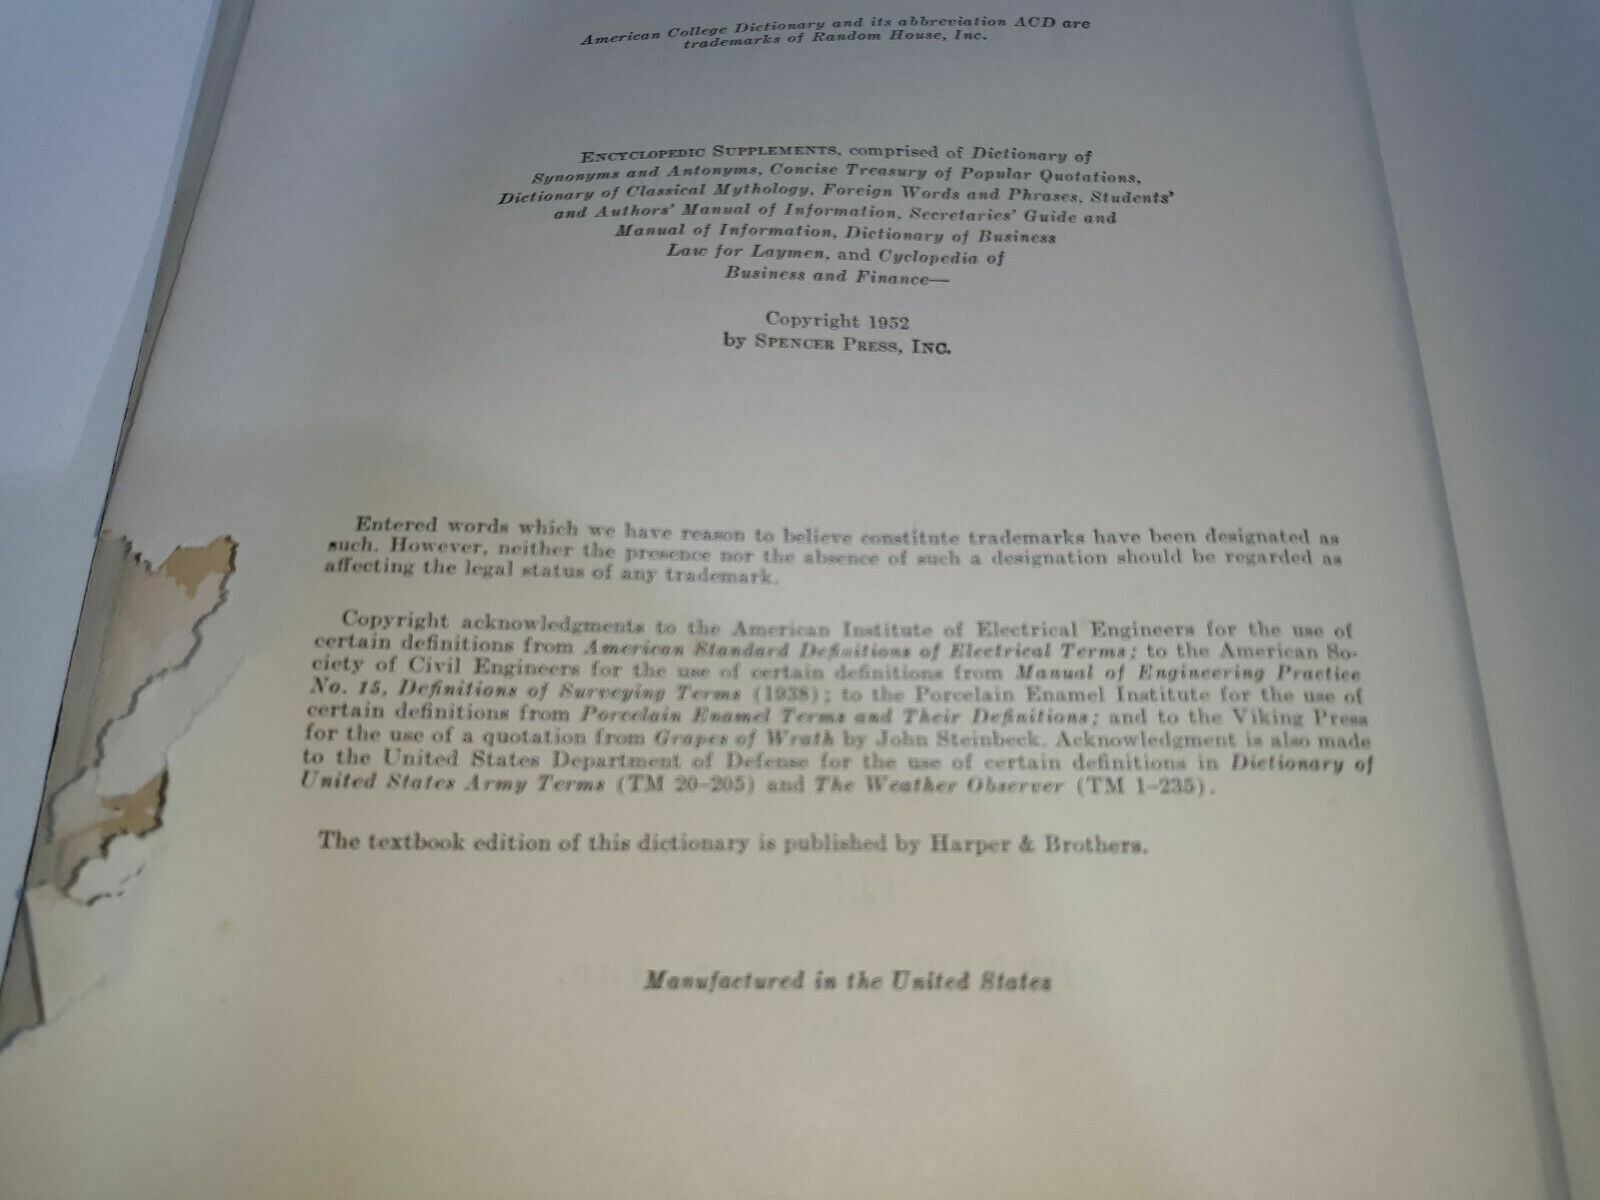 American College Dictionary and its abbreviation ACD are
trademarks of Random House, Inc.
ENCYCLOPEDIC SUPPLEMENTS, comprised of Dictionary of
Synonyms and Antonyms, Concise Treasury of Popular Quotations,
Dictionary of Classical Mythology, Foreign Words and Phrases, Students'
and Authors' Manual of Information, Secretaries' Guide and
Manual of Information, Dictionary of Business
Law for Laymen, and Cyclopedia of
Business and Finance—
Copyright 1952
by SPENCER PRESS, INC.
Entered words which we have reason to believe constitute trademarks have been designated as
such. However, neither the presence nor the absence of such a designation should be regarded as
affecting the legal status of any trademark.
Copyright acknowledgments to the American Institute of Electrical Engineers for the use of
certain definitions from American Standard Definitions of Electrical Terms; to the American So-
ciety of Civil Engineers for the use of certain definitions from Manual of Engineering Practice
No. 15, Definitions of Surveying Terms (1938); to the Porcelain Enamel Institute for the use of
certain definitions from Porcelain Enamel Terms and Their Definitions; and to the Viking Press
for the use of a quotation from Grapes of Wrath by John Steinbeck. Acknowledgment is also made
to the United States Department of Defense for the use of certain definitions in Dictionary of
United States Army Terms (TM 20-205) and The Weather Observer (TM 1-235).
The textbook edition of this dictionary is published by Harper & Brothers.
Manufactured in the United States